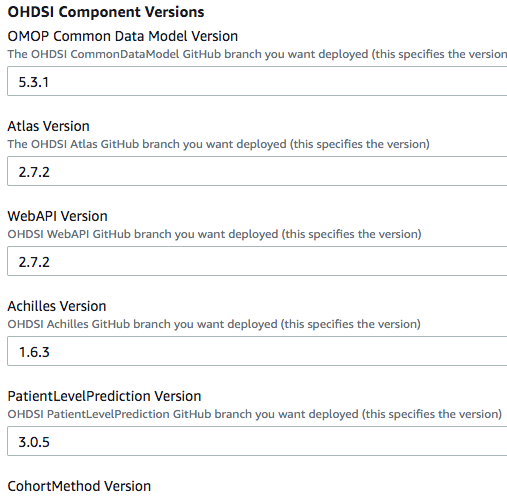 OHDSI Component Versions
OMOP Common Data Model Version
The OHDSI CommonDataModel GitHub branch you want deployed (this specifies the version
5.3.1
Atlas Version
The OHDSI Atlas GitHub branch you want deployed (this specifies the version)
2.7.2
WebAPI Version
OHDSI WebAPI GitHub branch you want deployed (this specifies the version)
2.7.2
Achilles Version
OHDSI Achilles GitHub branch you want deployed (this specifies the version)
1.6.3
PatientLevelPrediction Version
OHDSI PatientLevelPrediction GitHub branch you want deployed (this specifies the version)
3.0.5
CohortMethod Version